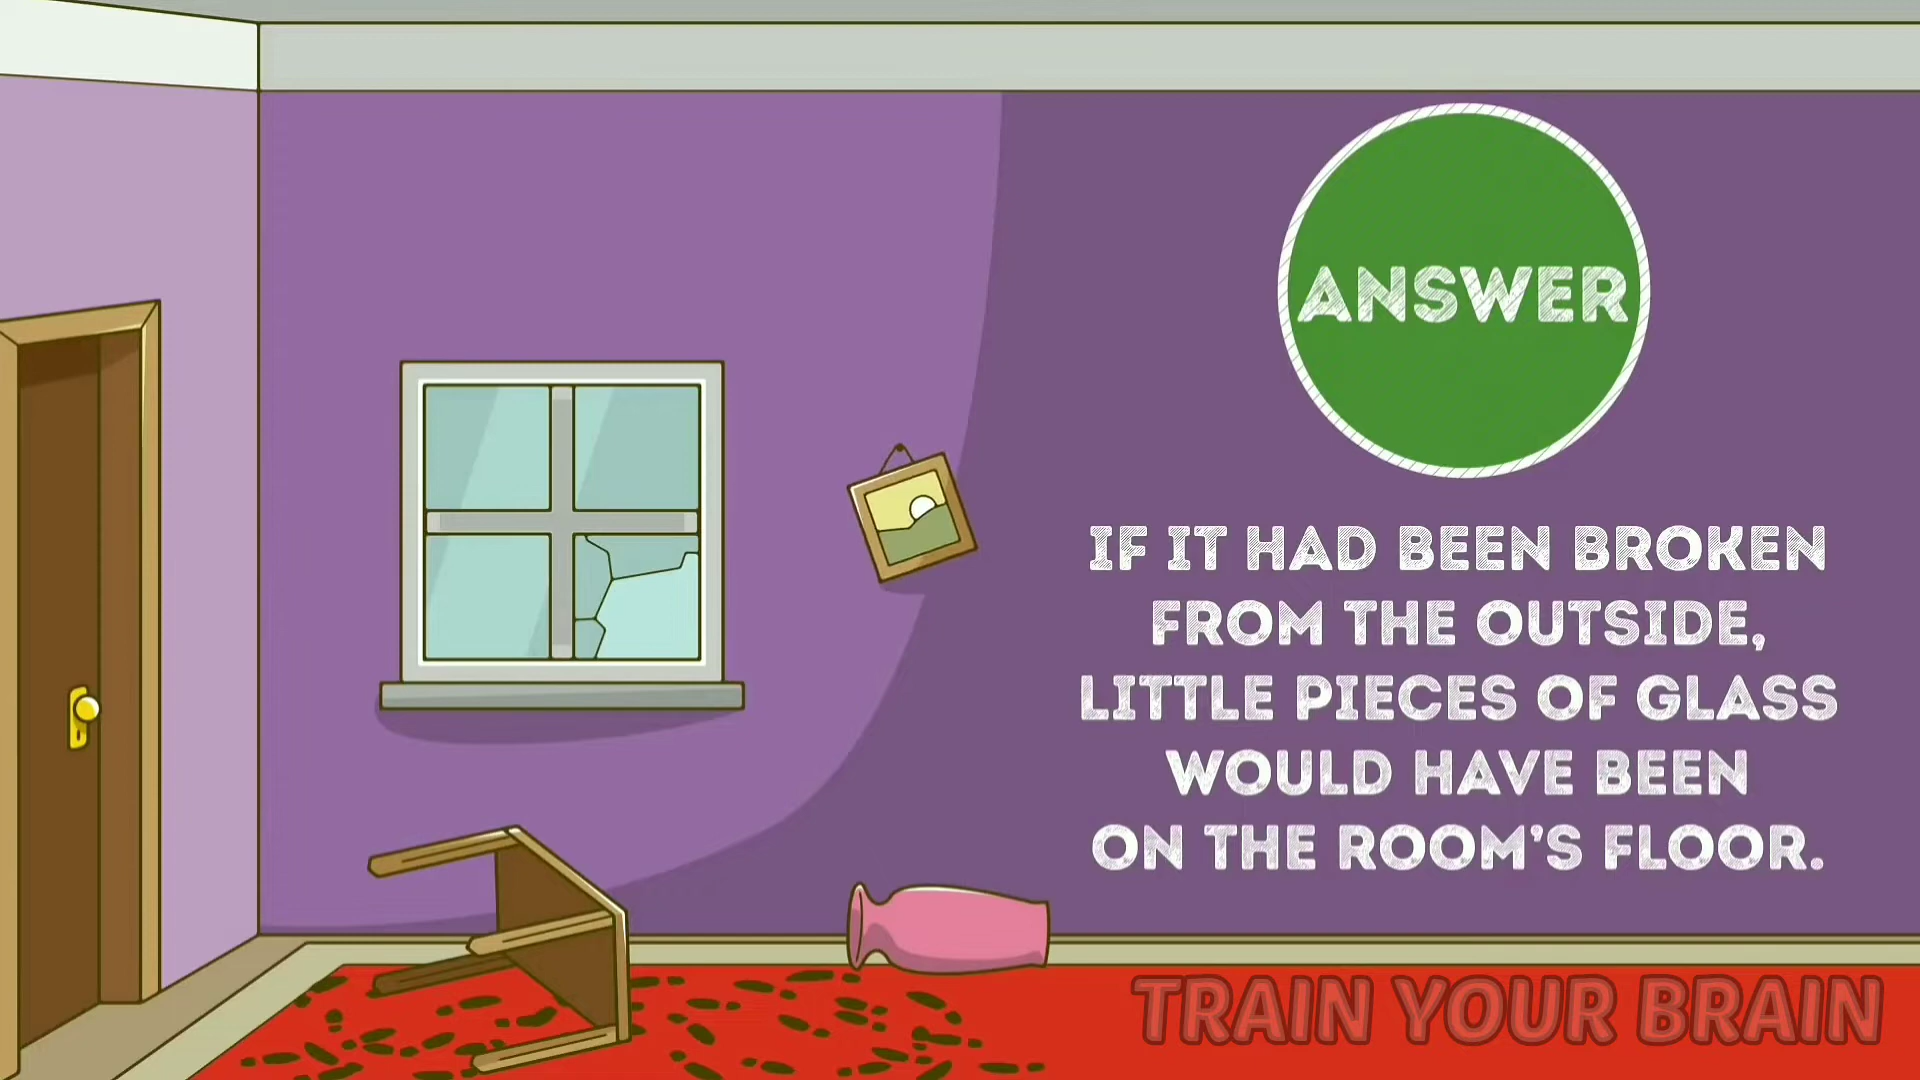 ANSWER
IF IT HAD BEEN BROKEN
FROM THE OUTSIDE,
LITTLE PIECES OF GLASS
WOULD HAVE BEEN
ON THE ROOM'S FLOOR.
TRAIN YOUR BRAIN